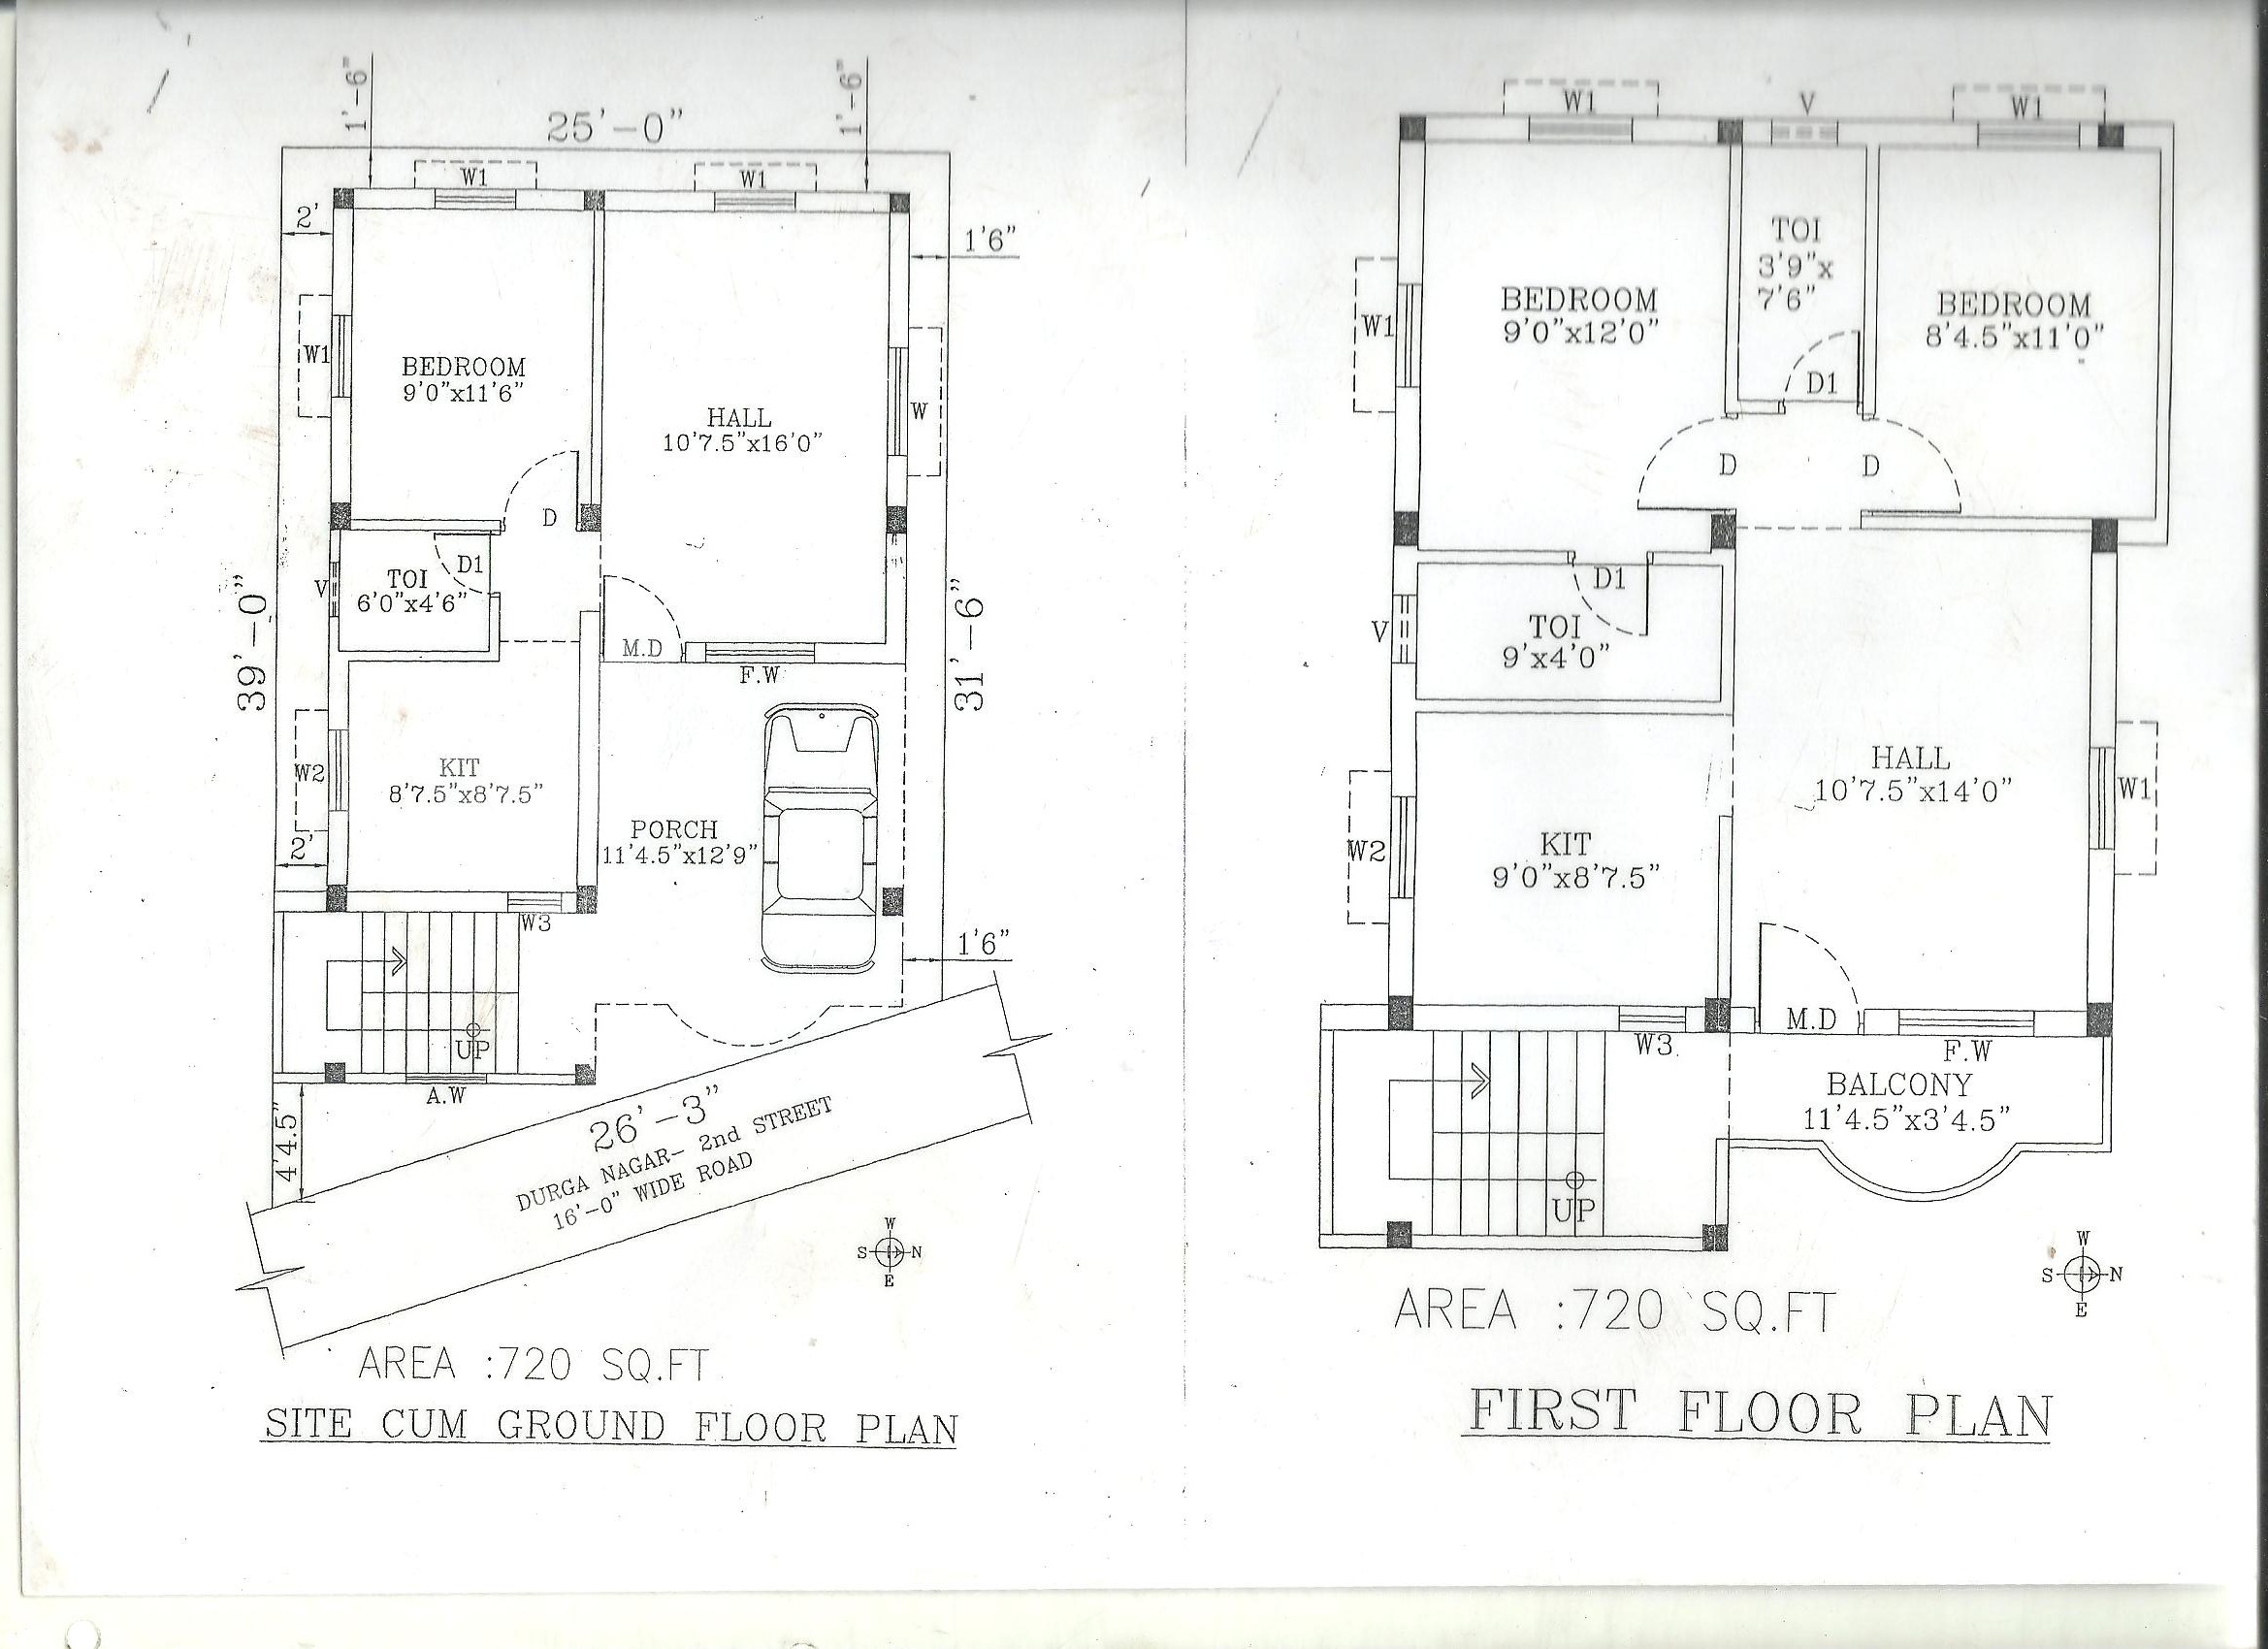 1'-6"
25'-0"
1'-6"
W1
W1
2'
1'6"
W1
BEDROOM
9'0"x11'6"
W
HALL
10'7.5"x16'0"
D
D1
V
TOI
6'0"x4'6"
39'-0"
31'-6"
M.D
F.W
W2
KIT
8'7.5"x8'7.5"
2'
PORCH
11'4.5"x12'9"
W3
1'6"
UP
A.W
4'4.5"
26'-3"
DURGA NAGAR- 2nd STREET
16'-0" WIDE ROAD
W
S N
E
AREA :720 SQ.FT
SITE CUM GROUND FLOOR PLAN
W1
V
W1
TOI
3'9"x
7'6"
W1
BEDROOM
9'0"x12'0"
BEDROOM
8'4.5"x11'0"
D1
D
D
D1
V
TOI
9'x4'0"
HALL
10'7.5"x14'0"
W1
W2
KIT
9'0"x8'7.5"
M.D
W3
F.W
BALCONY
11'4.5"x3'4.5"
UP
W
S N
E
AREA :720 SQ.FT
FIRST FLOOR PLAN